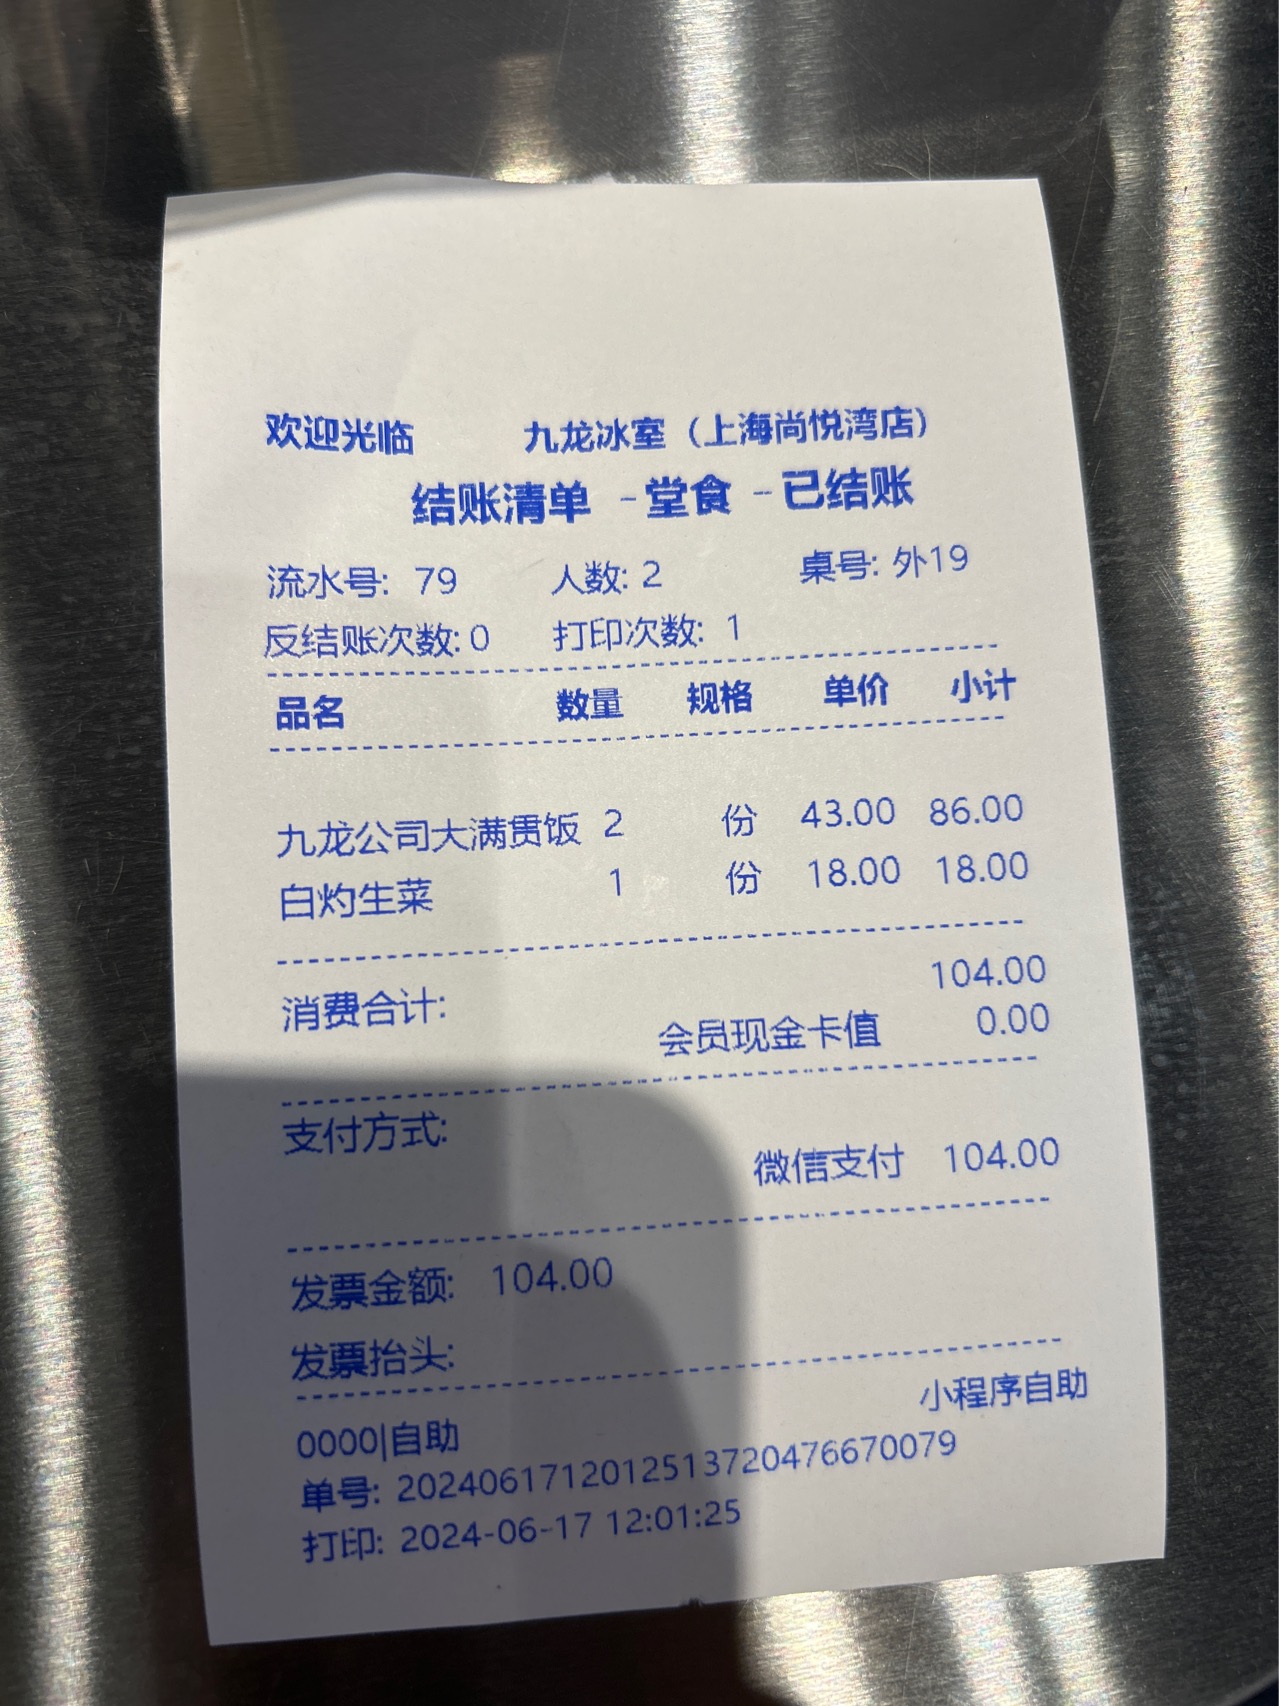 欢迎光临 九龙冰室（上海尚悦湾店）
结账清单 -堂食 -已结账
流水号: 79 人数: 2 桌号: 外19
反结账次数: 0 打印次数: 1
品名 数量 规格 单价 小计
九龙公司大满贯饭 2 份 43.00 86.00
白灼生菜 1 份 18.00 18.00
消费合计: 104.00
会员现金卡值 0.00
支付方式:
微信支付 104.00
发票金额: 104.00
发票抬头:
小程序自助
0000|自助
单号: 2024061712012513720476670079
打印: 2024-06-17 12:01:25